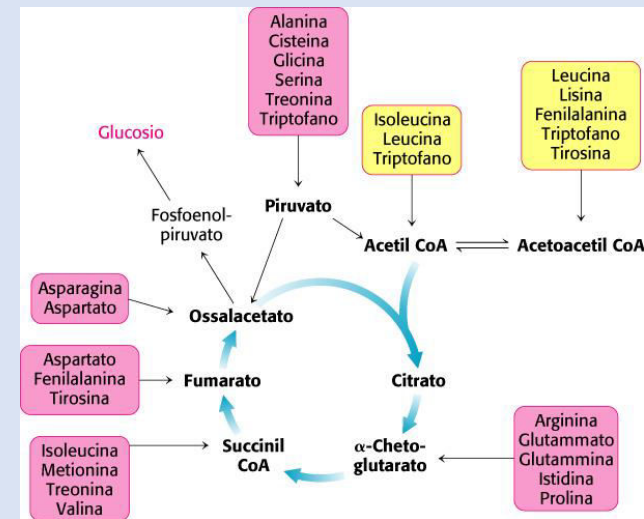 Alanina
Cisteina
Glicina
Serina
Treonina
Triptofano
Isoleucina
Leucina
Triptofano
Leucina
Lisina
Fenilalanina
Triptofano
Tirosina
Glucosio
Fosfoenol-
piruvato
Piruvato
Acetil CoA
Acetoacetil CoA
Asparagina
Aspartato
Ossalacetato
Aspartato
Fenilalanina
Tirosina
Fumarato
Citrato
Isoleucina
Metionina
Treonina
Valina
Succinil
CoA
α-Cheto-
glutarato
Arginina
Glutammato
Glutammina
Istidina
Prolina